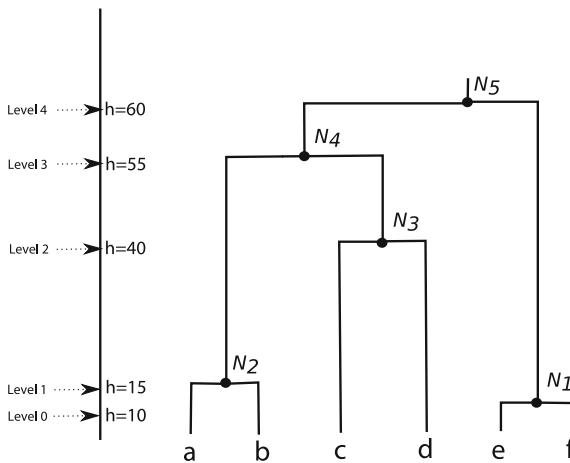 N5
Level 4 h=60
N4
Level 3 h=55
N3
Level 2 h=40
N2
Level 1 h=15
N1
Level 0 h=10
a b c d e f